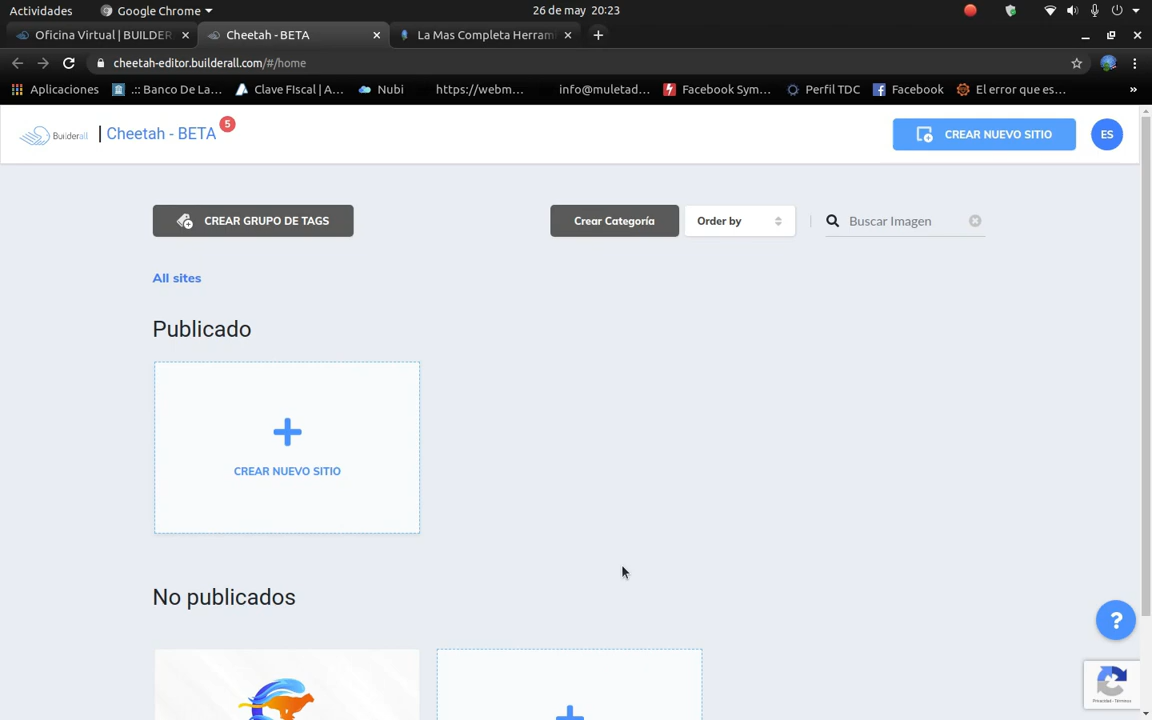 Actividades
Google Chrome
26 de may 20:23
Oficina Virtual | BUILDER
Cheetah - BETA
La Mas Completa Herrami
cheetah-editor.builderall.com/#/home
Aplicaciones
.:: Banco De La...
Clave FIscal | A...
Nubi
https://webm...
info@muletad...
Facebook Sym...
Perfil TDC
Facebook
El error que es...
»
Builderall
Cheetah - BETA
5
CREAR NUEVO SITIO
ES
CREAR GRUPO DE TAGS
Crear Categoría
Order by
Buscar Imagen
All sites
Publicado
CREAR NUEVO SITIO
No publicados
?
Privacidad - Términos